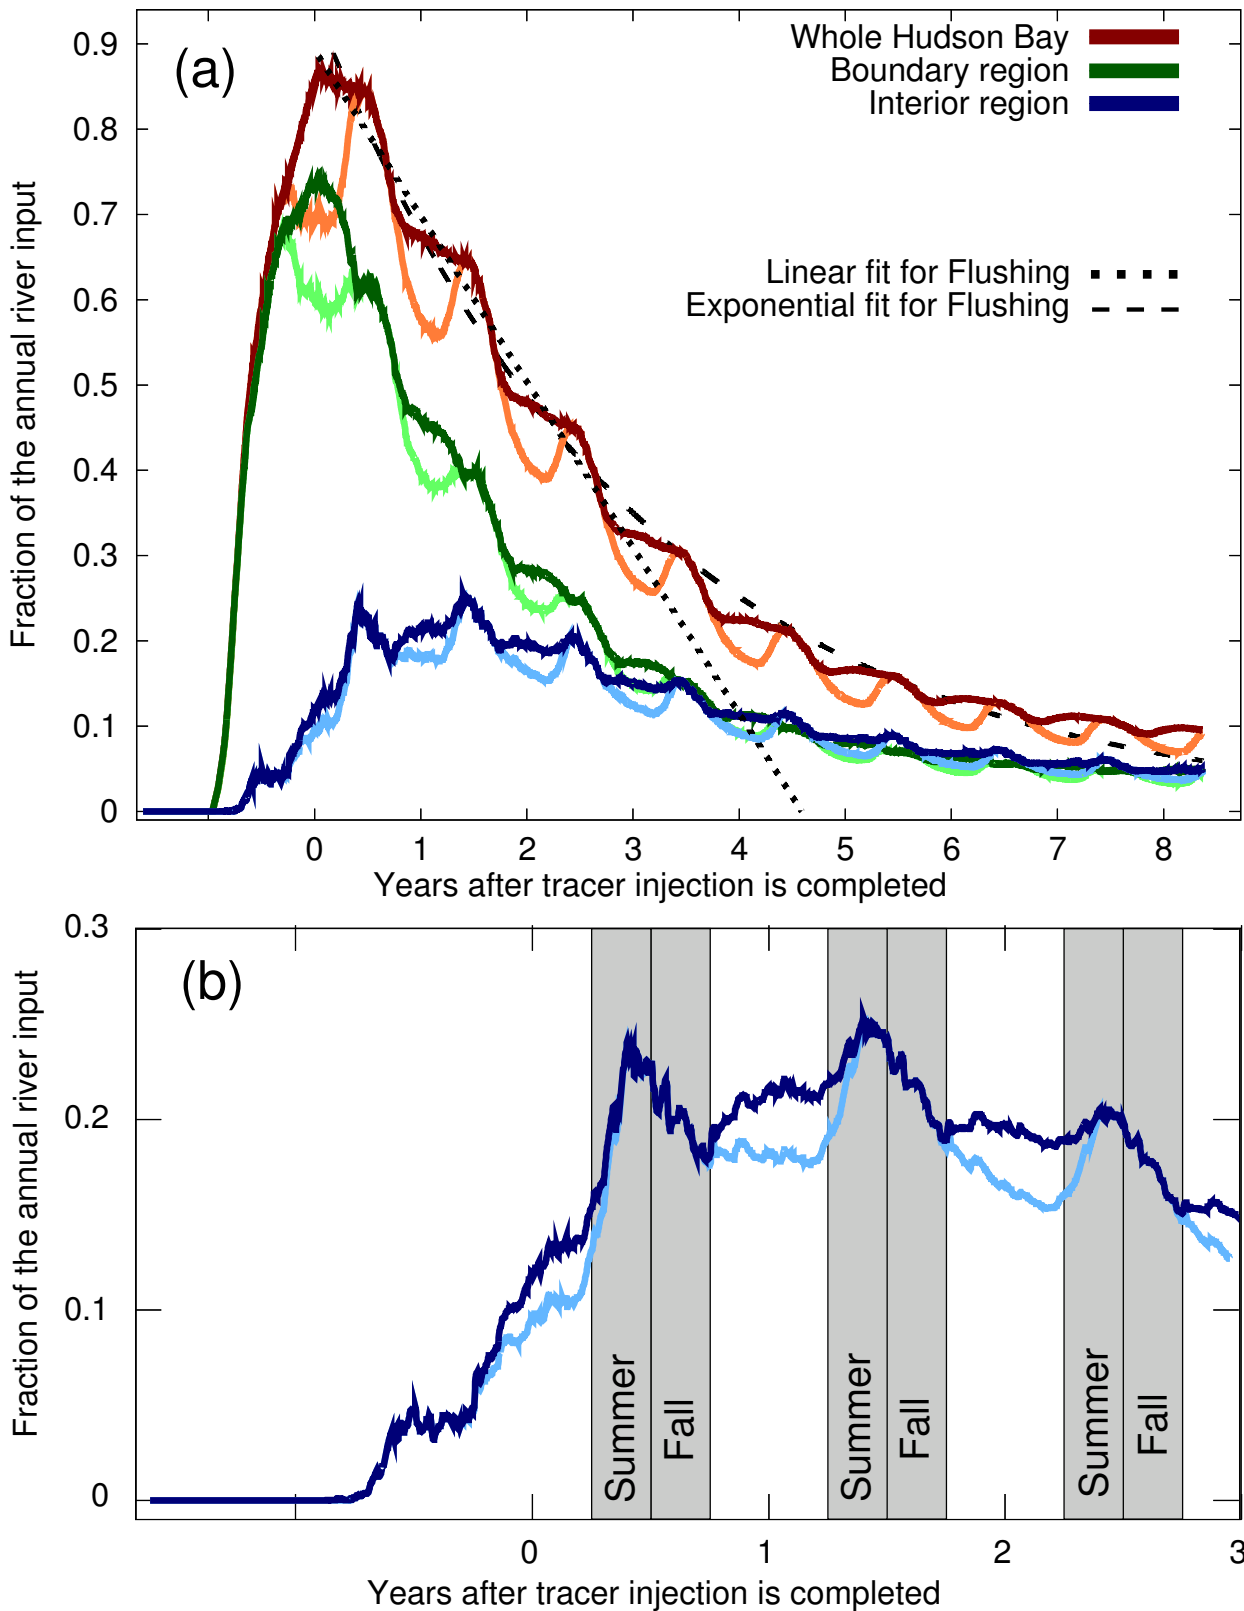 (a)
Whole Hudson Bay
Boundary region
Interior region
Linear fit for Flushing
Exponential fit for Flushing
Fraction of the annual river input
0.9
0.8
0.7
0.6
0.5
0.4
0.3
0.2
0.1
0
0 1 2 3 4 5 6 7 8
Years after tracer injection is completed
(b)
Fraction of the annual river input
0.3
0.2
0.1
0
Summer
Fall
Summer
Fall
Summer
Fall
0 1 2 3
Years after tracer injection is completed